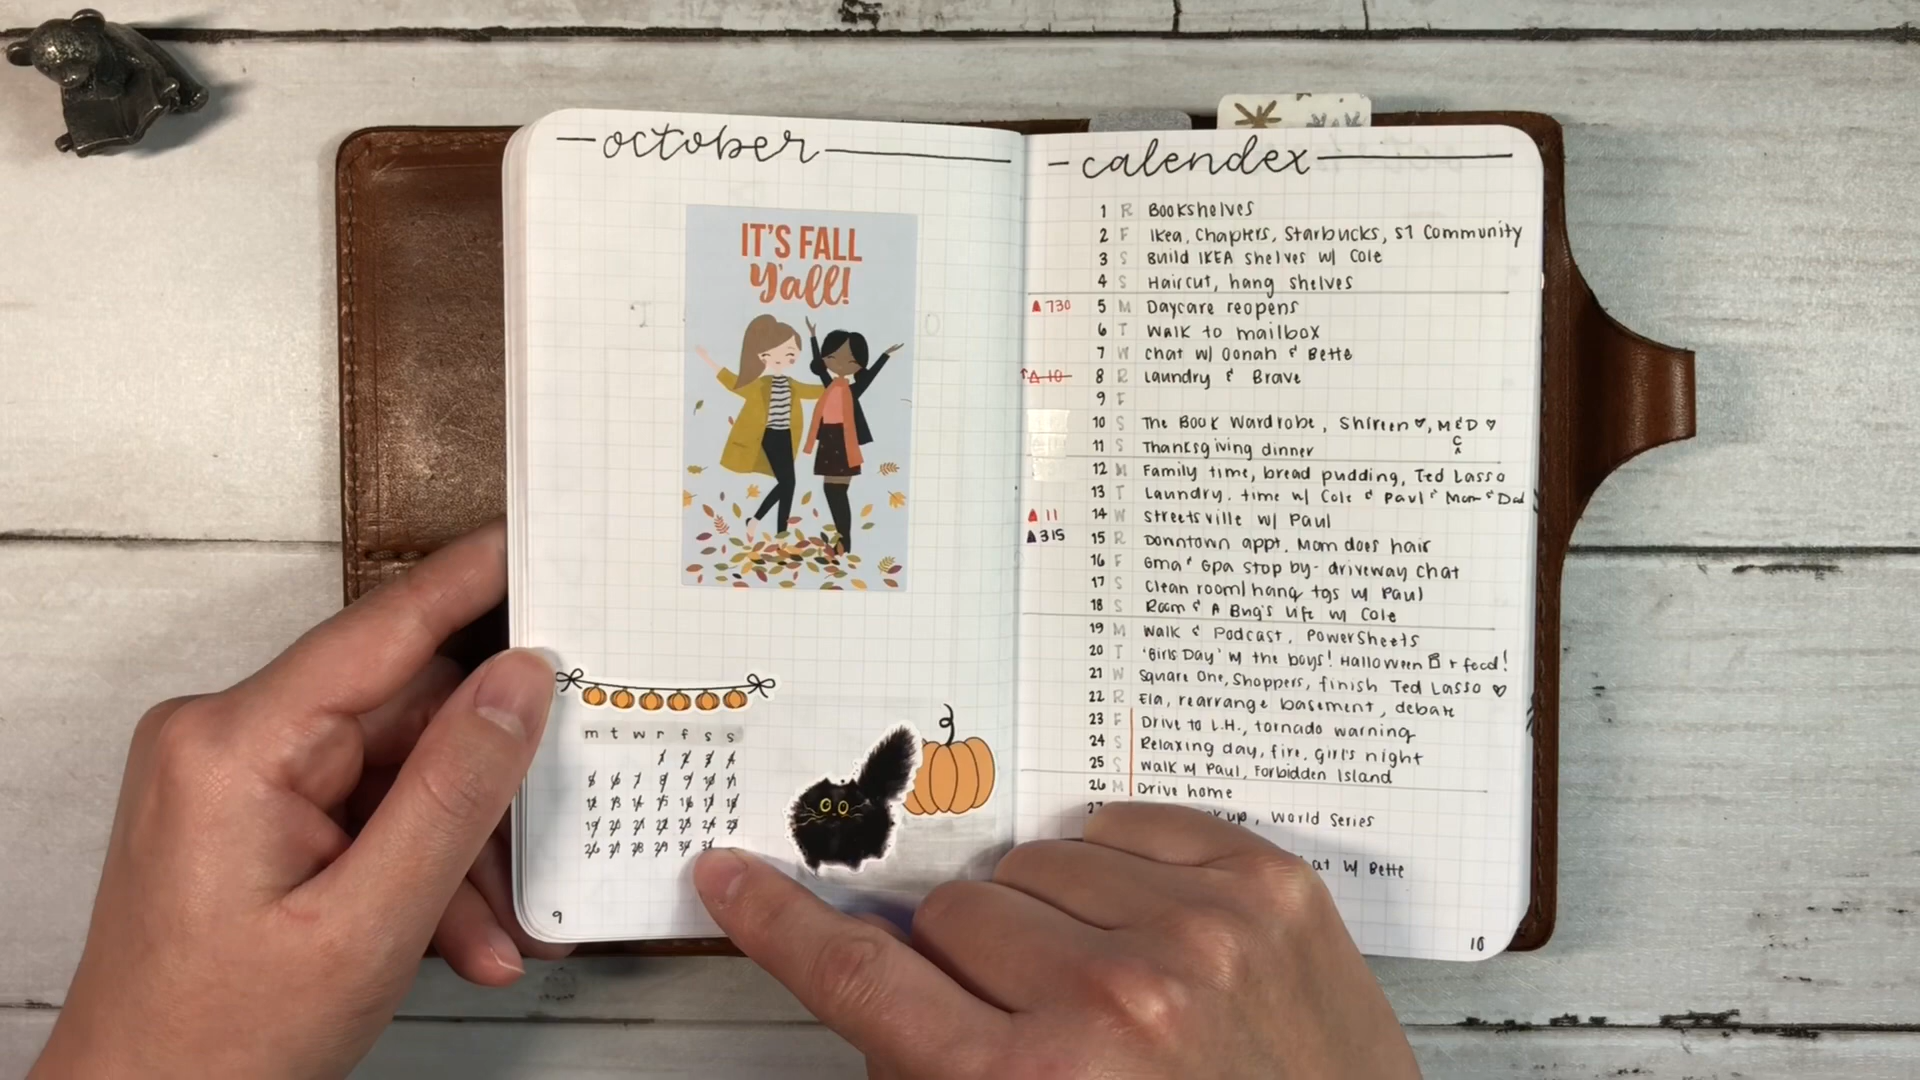 october
IT'S FALL
y'all!
m t w r f s s
1 2 3 4
5 6 7 8 9 10 11
12 13 14 15 16 17 18
19 20 21 22 23 24 25
26 27 28 29 30 31
9
calendex
1 R Bookshelves
2 F Ikea, Chapters, Starbucks, S1 Community
3 S Build IKEA shelves w/ Cole
4 S Haircut, hang shelves
730 5 M Daycare reopens
6 T Walk to mailbox
7 W Chat w/ Oonah & Bette
10 8 R Laundry & Brave
9 F
10 S The Book Wardrobe, Shireen ♥, M&D ♡
11 S Thanksgiving dinner
12 M Family time, bread pudding, Ted Lasso
13 T Laundry, time w/ Cole & Paul & Mom & Dad
11 14 W Streetsville w/ Paul
315 15 R Downtown appt. Mom does hair
16 F Gma & Gpa stop by - driveway chat
17 S Clean room/hang tgs w/ Paul
18 S Room & A Bug's Life w/ Cole
19 M Walk & Podcast, PowerSheets
20 T 'Girls Day' w/ the boys! Halloween + food!
21 W Square One, Shoppers, finish Ted Lasso ♡
22 R Ela, rearrange basement, debate
23 F Drive to L.H., tornado warning
24 S Relaxing day, fire, Girl's night
25 S Walk w/ Paul, Forbidden Island
26 M Drive home
27 up, World Series
at w/ Bette
10